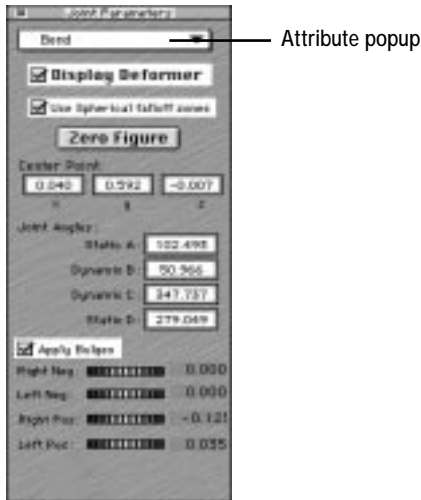 Joint Parameters
Bend
Attribute popup
Display Deformer
Use Spherical falloff zones
Zero Figure
Center Point:
0.040 0.592 -0.007
X y z
Joint Angles:
Static A: 102.498
Dynamic B: 50.966
Dynamic C: 347.737
Static D: 279.049
Apply Bulges
Right Neg: 0.000
Left Neg: 0.000
Right Pos: -0.121
Left Pos: 0.035